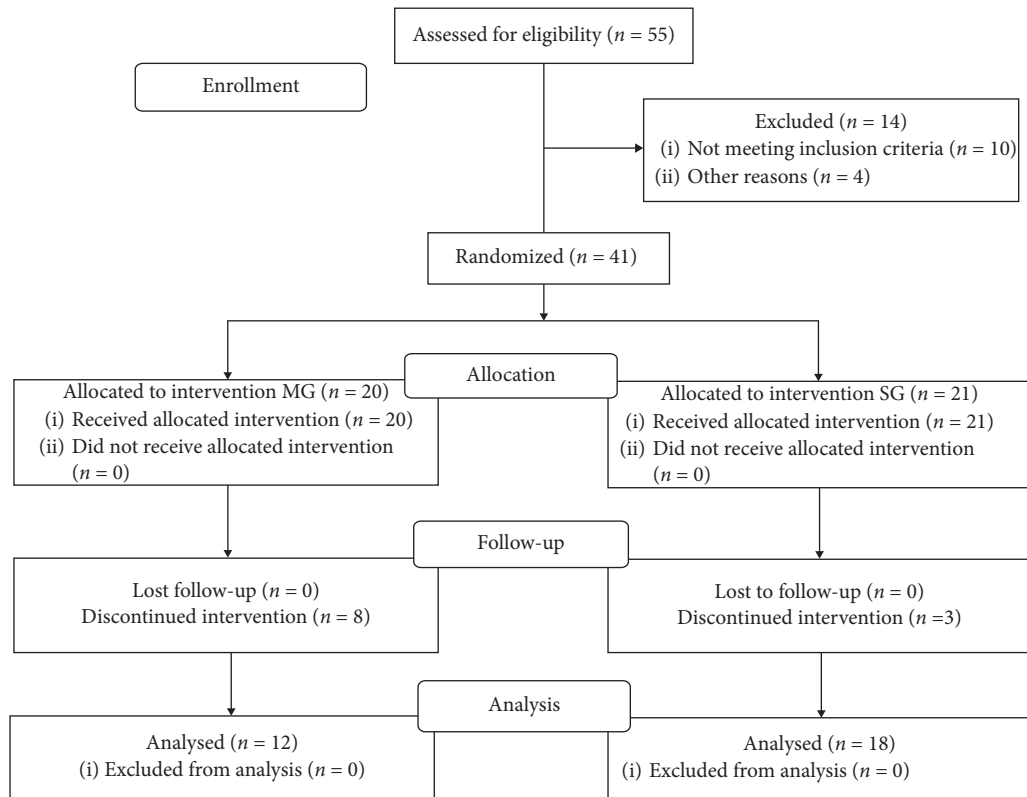 Assessed for eligibility (n = 55)
Enrollment
Excluded (n = 14)
(i) Not meeting inclusion criteria (n = 10)
(ii) Other reasons (n = 4)
Randomized (n = 41)
Allocation
Allocated to intervention MG (n = 20)
(i) Received allocated intervention (n = 20)
(ii) Did not receive allocated intervention
(n = 0)
Allocated to intervention SG (n = 21)
(i) Received allocated intervention (n = 21)
(ii) Did not receive allocated intervention
(n = 0)
Follow-up
Lost follow-up (n = 0)
Discontinued intervention (n = 8)
Lost to follow-up (n = 0)
Discontinued intervention (n =3)
Analysis
Analysed (n = 12)
(i) Excluded from analysis (n = 0)
Analysed (n = 18)
(i) Excluded from analysis (n = 0)